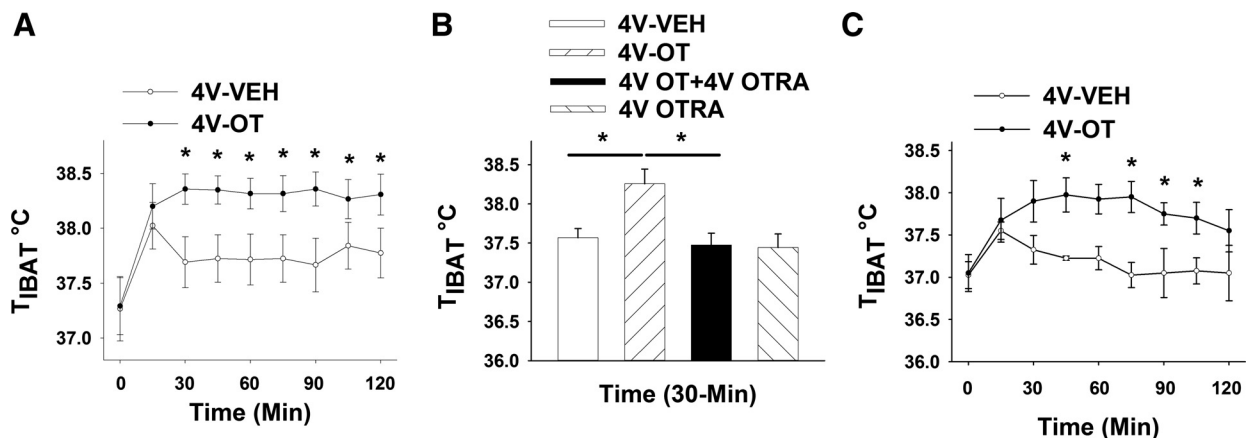 A
4V-VEH
4V-OT
* * * * * * *
38.5
38.0
37.5
37.0
TIBAT °C
0 30 60 90 120
Time (Min)
B
4V-VEH
4V-OT
4V OT+4V OTRA
4V OTRA
* *
38.5
38.0
37.5
37.0
36.5
36.0
TIBAT °C
Time (30-Min)
C
4V-VEH
4V-OT
* * * *
38.5
38.0
37.5
37.0
36.5
36.0
TIBAT °C
0 30 60 90 120
Time (Min)